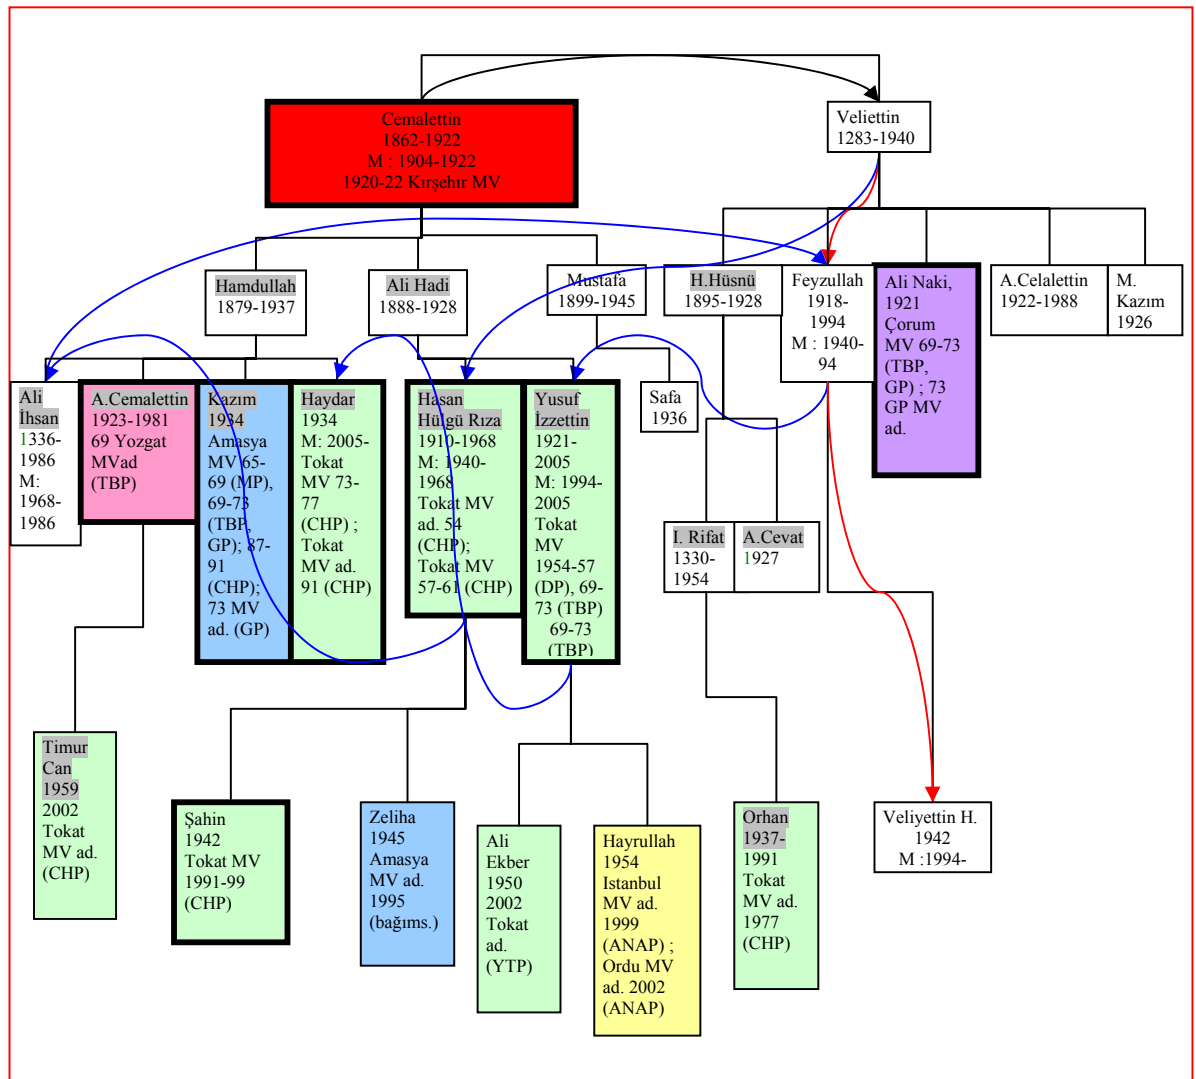 Cemalettin
1862-1922
M : 1904-1922
1920-22 Kırşehir MV
Veliettin
1283-1940
Hamdullah
1879-1937
Ali Hadi
1888-1928
Mustafa
1899-1945
H.Hüsnü
1895-1928
Feyzullah
1918-
1994
M : 1940-
94
Ali Naki,
1921
Çorum
MV 69-73
(TBP,
GP) ; 73
GP MV
ad.
A.Celalettin
1922-1988
M.
Kazım
1926
Ali
İhsan
1336-
1986
M:
1968-
1986
A.Cemalettin
1923-1981
69 Yozgat
MVad
(TBP)
Kazım
1934
Amasya
MV 65-
69 (MP),
69-73
(TBP,
GP); 87-
91
(CHP);
73 MV
ad. (GP)
Haydar
1934
M: 2005-
Tokat
MV 73-
77
(CHP) ;
Tokat
MV ad.
91 (CHP)
Hasan
Hülgü Rıza
1910-1968
M: 1940-
1968
Tokat MV
ad. 54
(CHP);
Tokat MV
57-61 (CHP)
Yusuf
İzzettin
1921-
2005
M: 1994-
2005
Tokat
MV
1954-57
(DP), 69-
73 (TBP)
69-73
(TBP)
Safa
1936
I. Rifat
1330-
1954
A.Cevat
1927
Timur
Can
1959
2002
Tokat
MV ad.
(CHP)
Şahin
1942
Tokat MV
1991-99
(CHP)
Zeliha
1945
Amasya
MV ad.
1995
(bağıms.)
Ali
Ekber
1950
2002
Tokat
ad.
(YTP)
Hayrullah
1954
Istanbul
MV ad.
1999
(ANAP) ;
Ordu MV
ad. 2002
(ANAP)
Orhan
1937-
1991
Tokat
MV ad.
1977
(CHP)
Veliyettin H.
1942
M :1994-